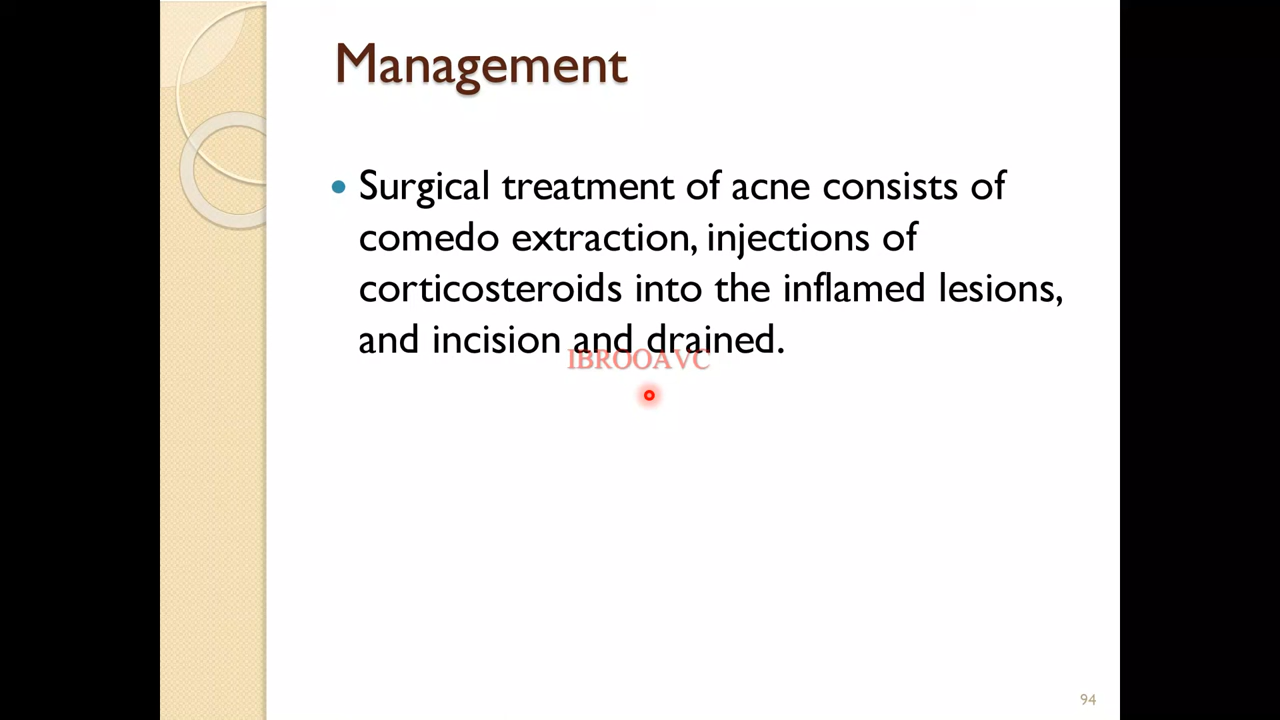 Management
• Surgical treatment of acne consists of
comedo extraction, injections of
corticosteroids into the inflamed lesions,
and incision and drained.
IBROOAVC
94